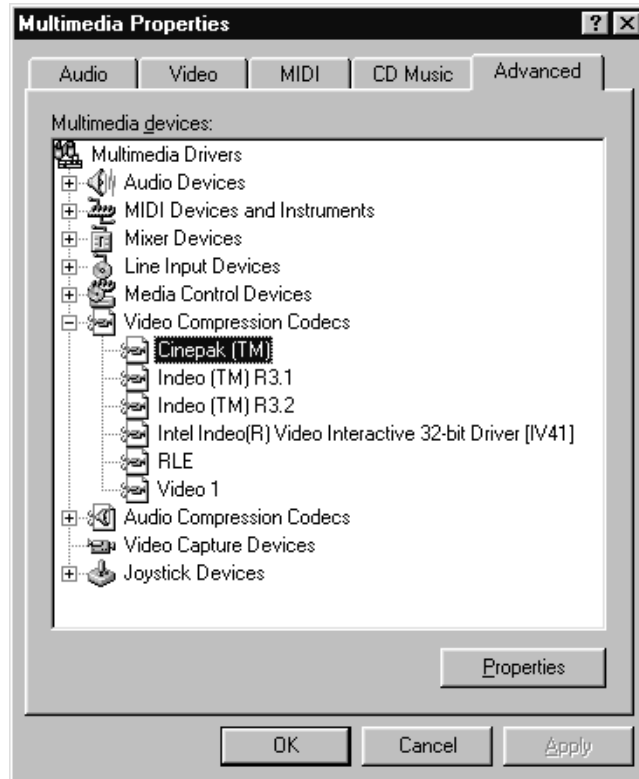 Multimedia Properties
Audio Video MIDI CD Music Advanced
Multimedia devices:
Multimedia Drivers
Audio Devices
MIDI Devices and Instruments
Mixer Devices
Line Input Devices
Media Control Devices
Video Compression Codecs
Cinepak (TM)
Indeo (TM) R3.1
Indeo (TM) R3.2
Intel Indeo(R) Video Interactive 32-bit Driver [IV41]
RLE
Video 1
Audio Compression Codecs
Video Capture Devices
Joystick Devices
Properties
OK Cancel Apply